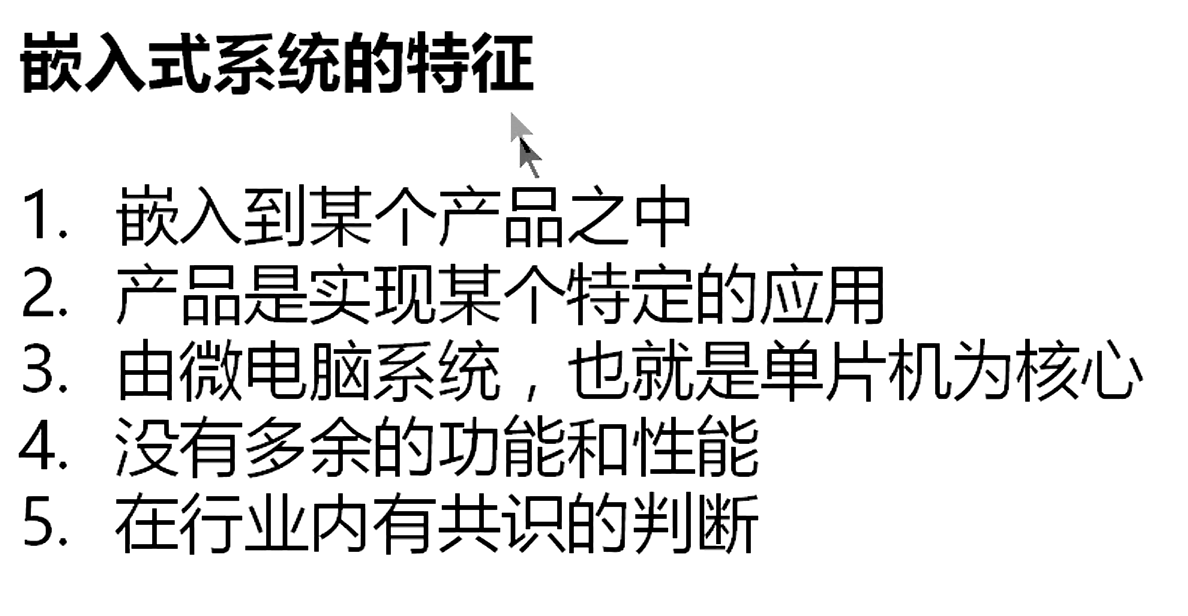 嵌入式系统的特征
1. 嵌入到某个产品之中
2. 产品是实现某个特定的应用
3. 由微电脑系统，也就是单片机为核心
4. 没有多余的功能和性能
5. 在行业内有共识的判断